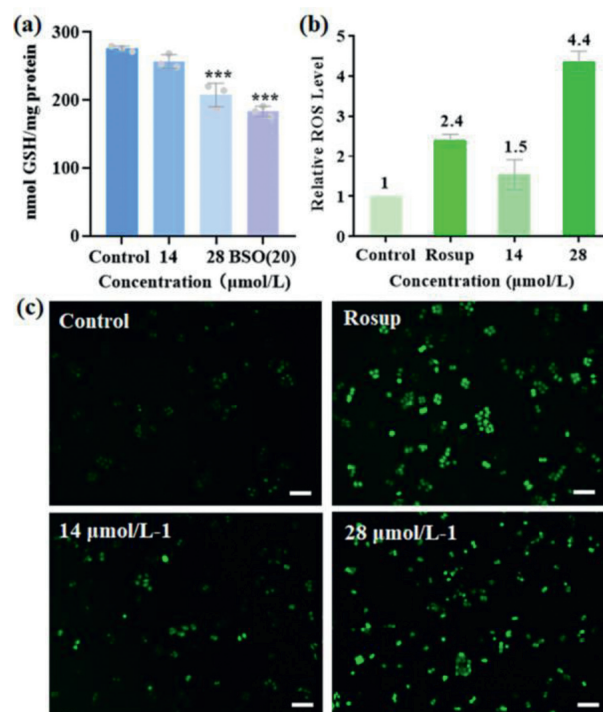 (a)
300
200
100
0
nmol GSH/mg protein
***
***
Control 14 28 BSO(20)
Concentration (μmol/L)
(b)
5
4
3
2
1
0
Relative ROS Level
1
2.4
1.5
4.4
Control Rosup 14 28
Concentration (μmol/L)
(c)
Control
Rosup
14 μmol/L-1
28 μmol/L-1